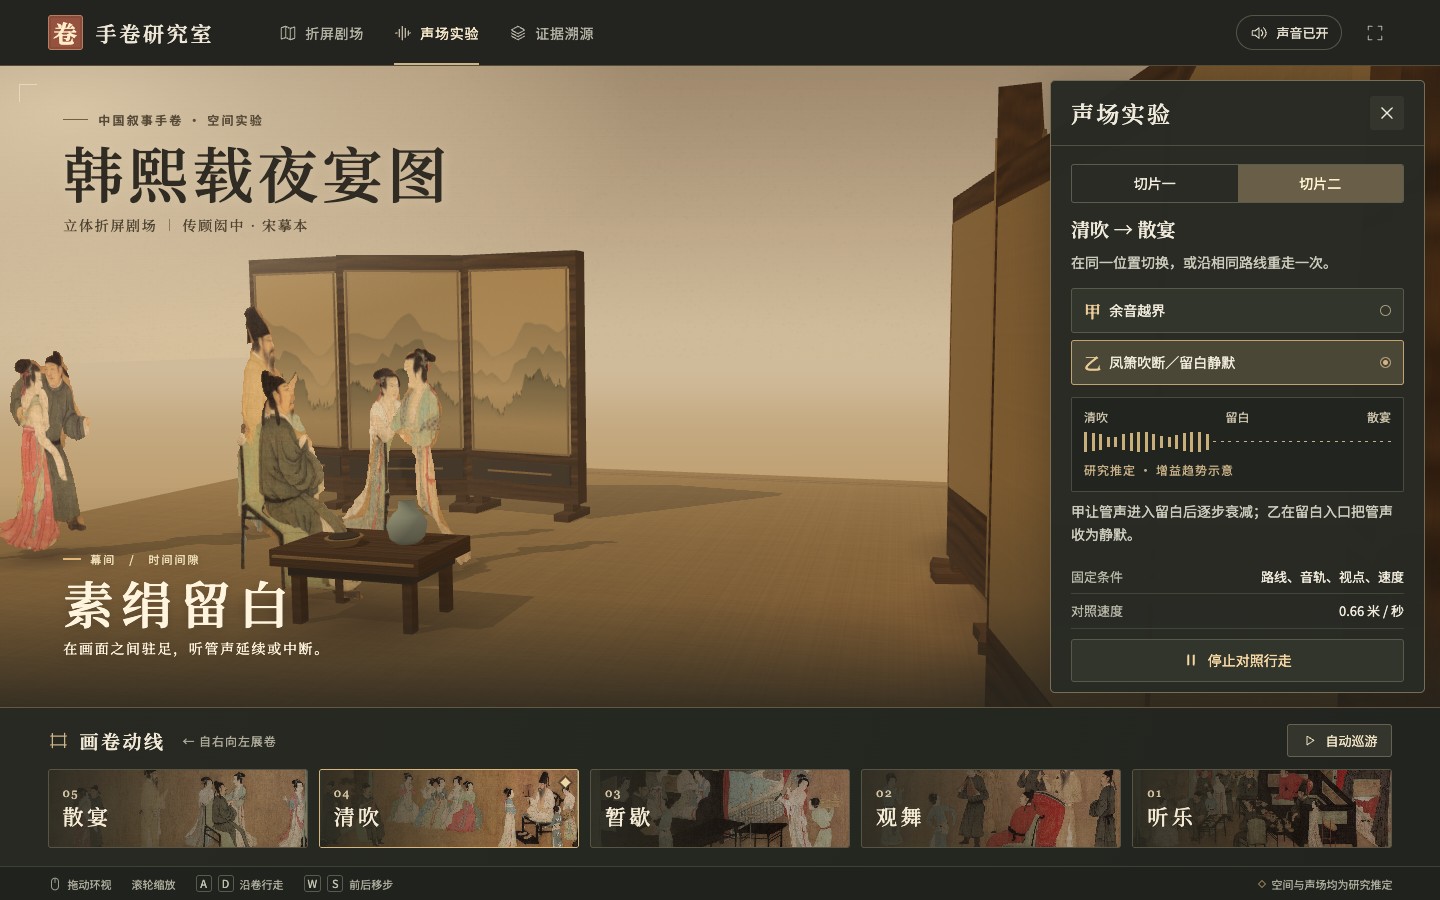 卷 手卷研究室
折屏剧场
声场实验
证据溯源
声音已开
中国叙事手卷 · 空间实验
韩熙载夜宴图
立体折屏剧场 | 传顾闳中 · 宋摹本
幕间 / 时间间隙
素绢留白
在画面之间驻足，听管声延续或中断。
声场实验
切片一
切片二
清吹 → 散宴
在同一位置切换，或沿相同路线重走一次。
甲 余音越界
乙 凤箫吹断／留白静默
清吹 留白 散宴
研究推定 · 增益趋势示意
甲让管声进入留白后逐步衰减；乙在留白入口把管声
收为静默。
固定条件 路线、音轨、视点、速度
对照速度 0.66 米 / 秒
停止对照行走
画卷动线
← 自右向左展卷
自动巡游
05
散宴
04
清吹
03
暂歇
02
观舞
01
听乐
拖动环视
滚轮缩放
A D 沿卷行走
W S 前后移步
空间与声场均为研究推定